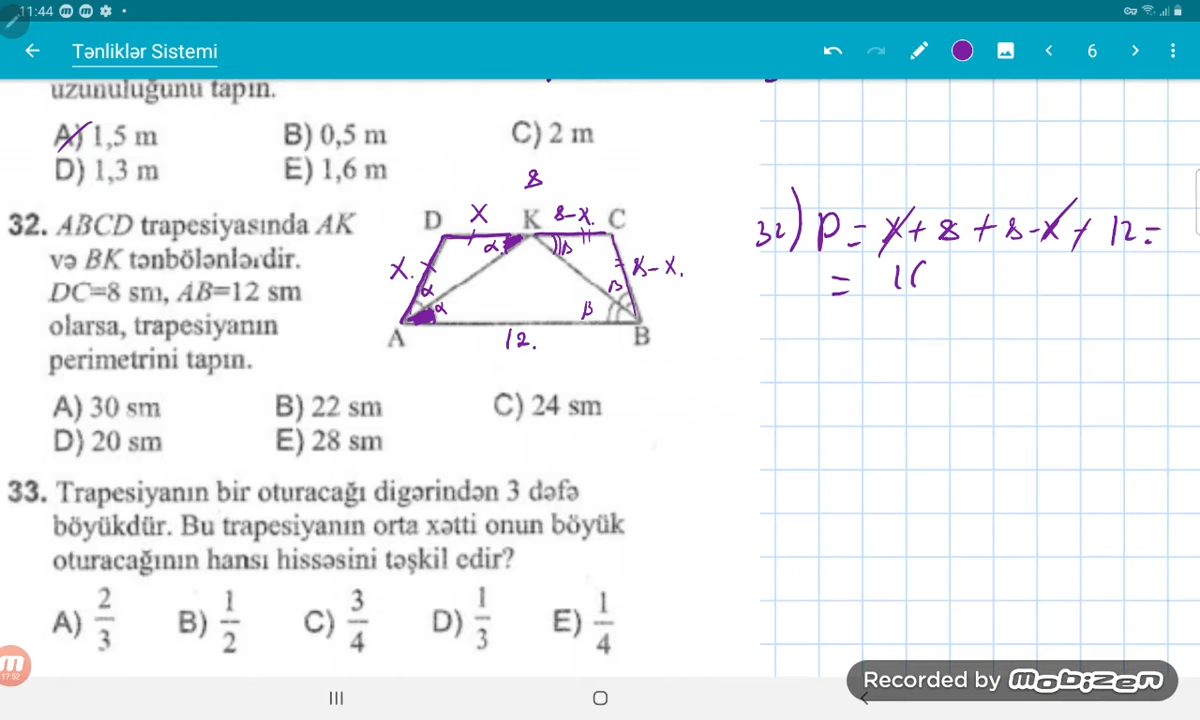 11:44
Tənliklər Sistemi
6
uzunuluğunu tapın.
A) 1,5 m B) 0,5 m C) 2 m
D) 1,3 m E) 1,6 m
32. ABCD trapesiyasında AK
və BK tənbölənlərdir.
DC=8 sm, AB=12 sm
olarsa, trapesiyanın
perimetrini tapın.
8
D X K 8-x. C
α β
X. 8-x.
α α β β
A 12. B
A) 30 sm B) 22 sm C) 24 sm
D) 20 sm E) 28 sm
32) P = x + 8 + 8-x + 12 =
= 16
33. Trapesiyanın bir oturacağı digərindən 3 dəfə
böyükdür. Bu trapesiyanın orta xətti onun böyük
oturacağının hansı hissəsini təşkil edir?
A) 2/3 B) 1/2 C) 3/4 D) 1/3 E) 1/4
17:52
Recorded by mobizen